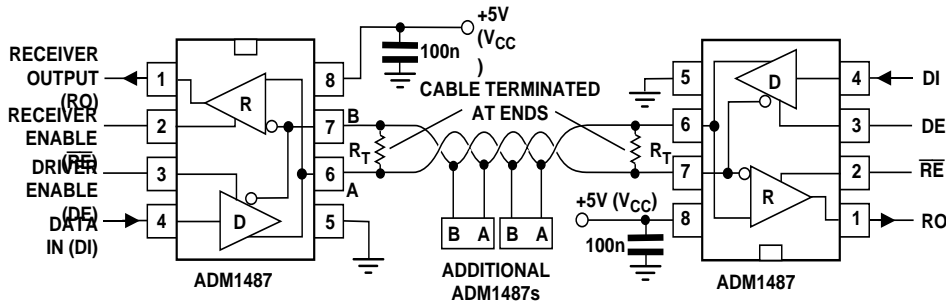 RECEIVER
OUTPUT
(RO)
RECEIVER
ENABLE
(RE)
DRIVER
ENABLE
(DE)
DATA
IN (DI)
1
2
3
4
R
D
8
7
6
5
ADM1487
+5V
(VCC
)
100n
B
A
RT
CABLE TERMINATED
AT ENDS
RT
B A
B A
ADDITIONAL
ADM1487s
+5V (VCC)
100n
5
6
7
8
D
R
4
3
2
1
DI
DE
RE
RO
ADM1487